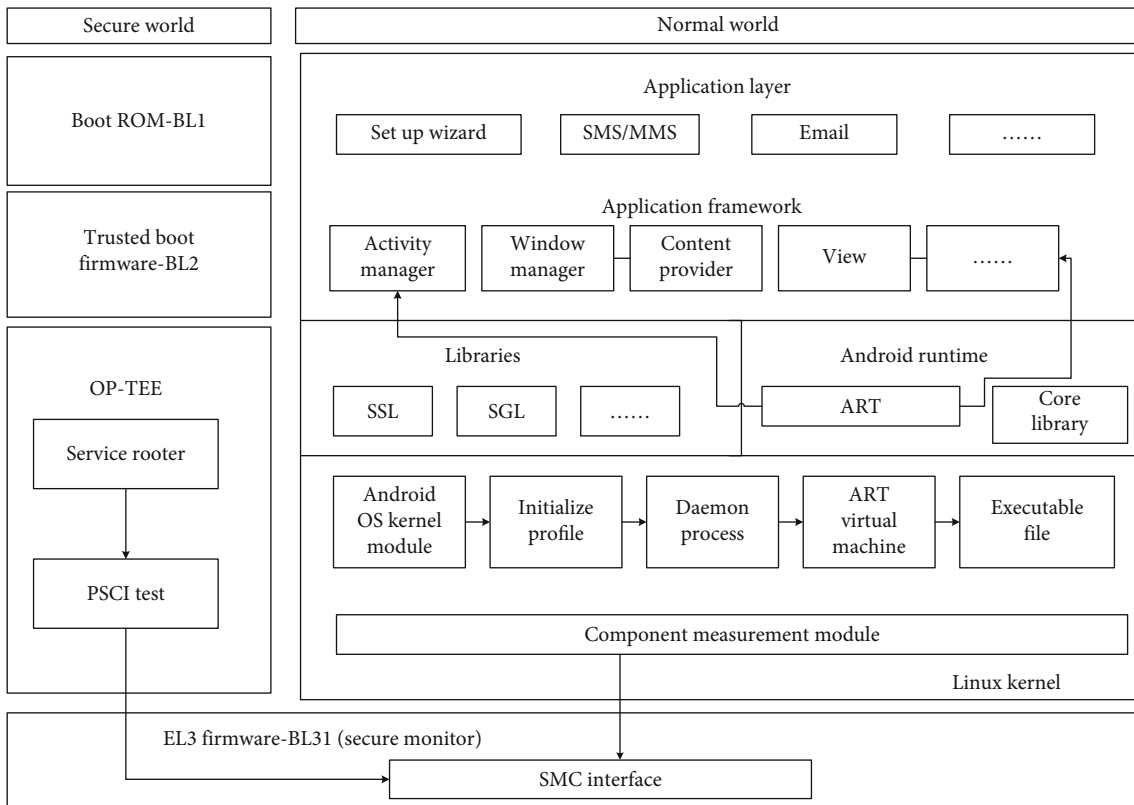 Secure world
Normal world
Boot ROM-BL1
Trusted boot
firmware-BL2
OP-TEE
Service rooter
PSCI test
Application layer
Set up wizard
SMS/MMS
Email
......
Application framework
Activity
manager
Window
manager
Content
provider
View
......
Libraries
SSL
SGL
......
Android runtime
ART
Core
library
Android
OS kernel
module
Initialize
profile
Daemon
process
ART
virtual
machine
Executable
file
Component measurement module
Linux kernel
EL3 firmware-BL31 (secure monitor)
SMC interface